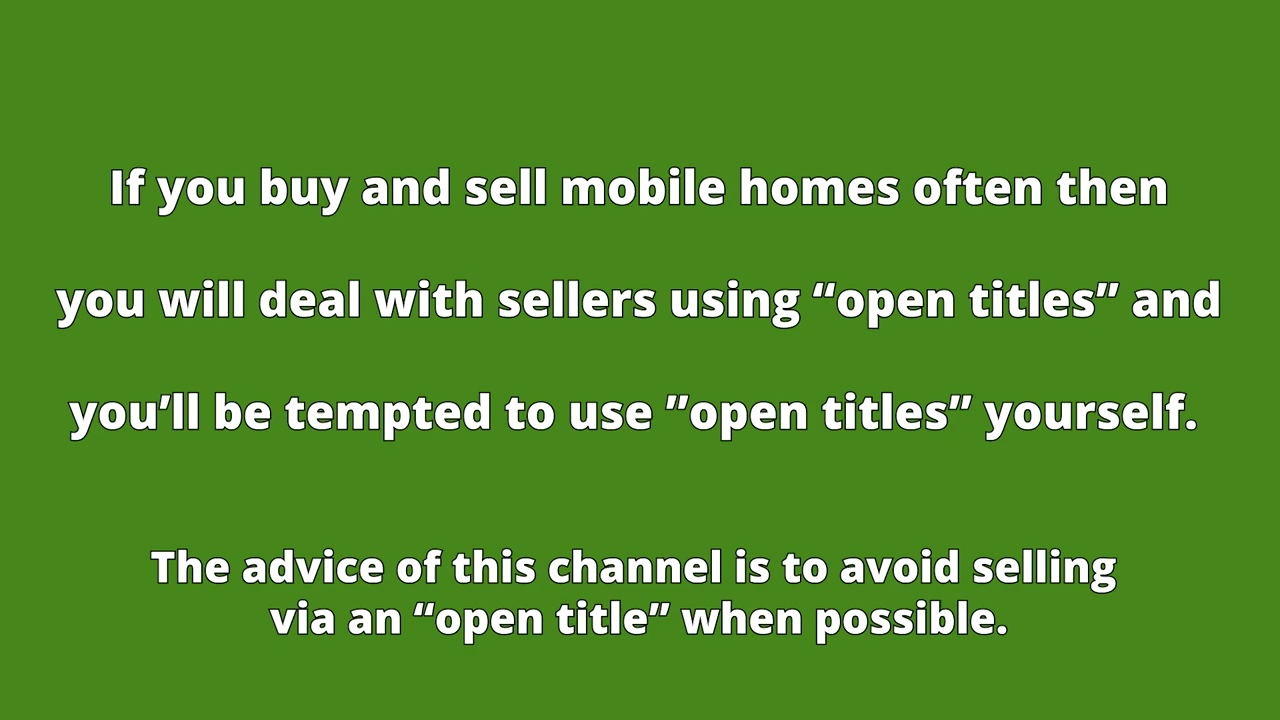 If you buy and sell mobile homes often then
you will deal with sellers using “open titles” and
you’ll be tempted to use ”open titles” yourself.
The advice of this channel is to avoid selling
via an “open title” when possible.